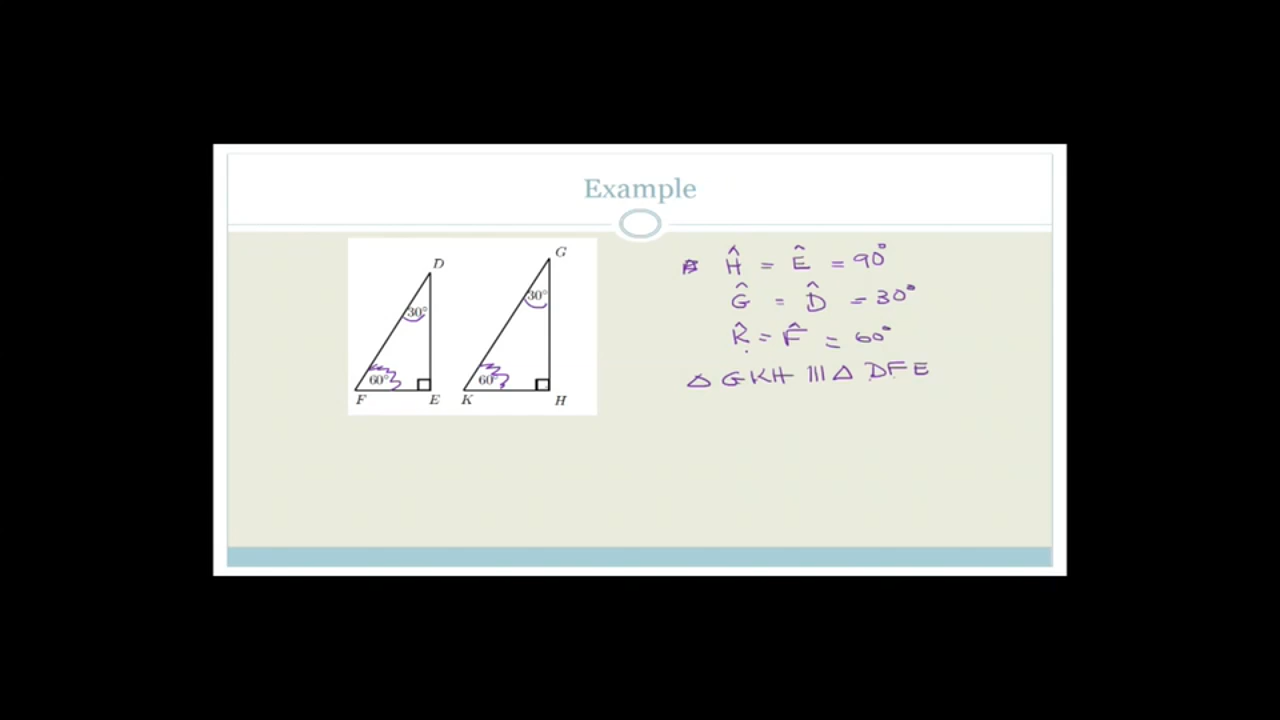 Example
D
G
30°
30°
60°
60°
F
E
K
H
Ĥ = Ê = 90°
Ĝ = D̂ = 30°
K̂ = F̂ = 60°
△ GKH ||| △ DFE